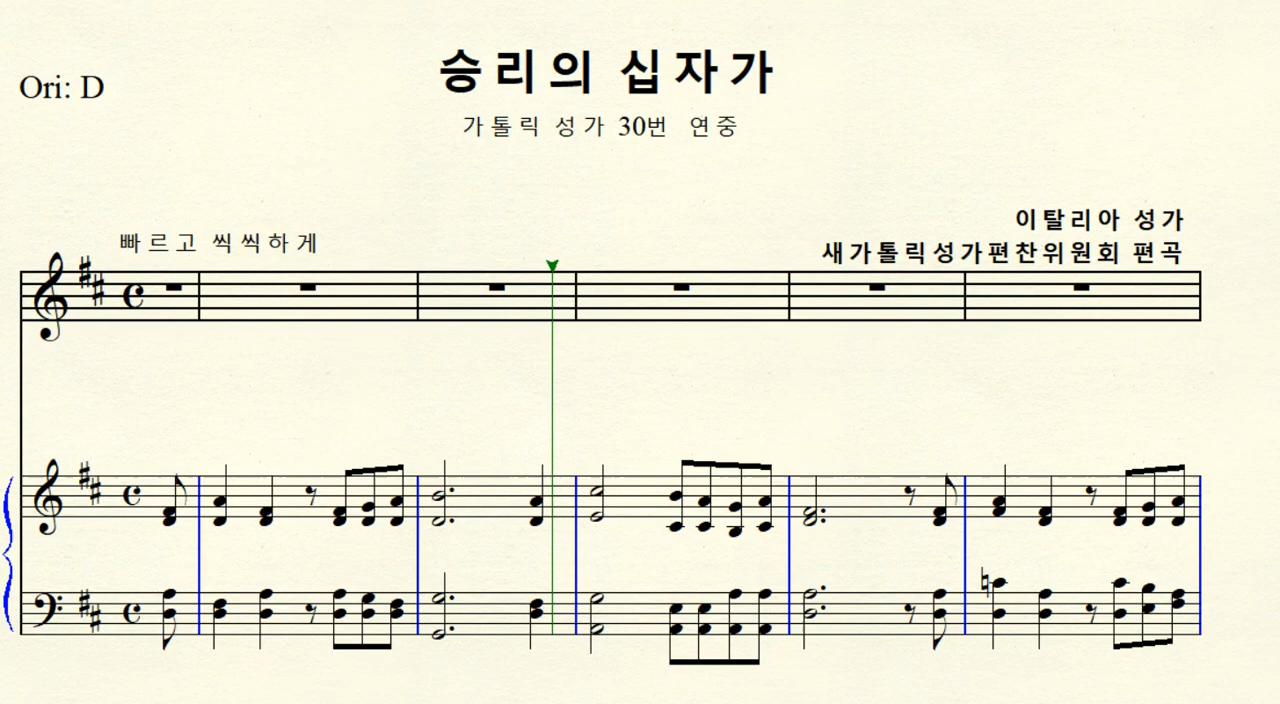 승리의 십자가
Ori: D
가톨릭 성가 30번 연중
이탈리아 성가
빠르고 씩씩하게
새가톨릭성가편찬위원회 편곡